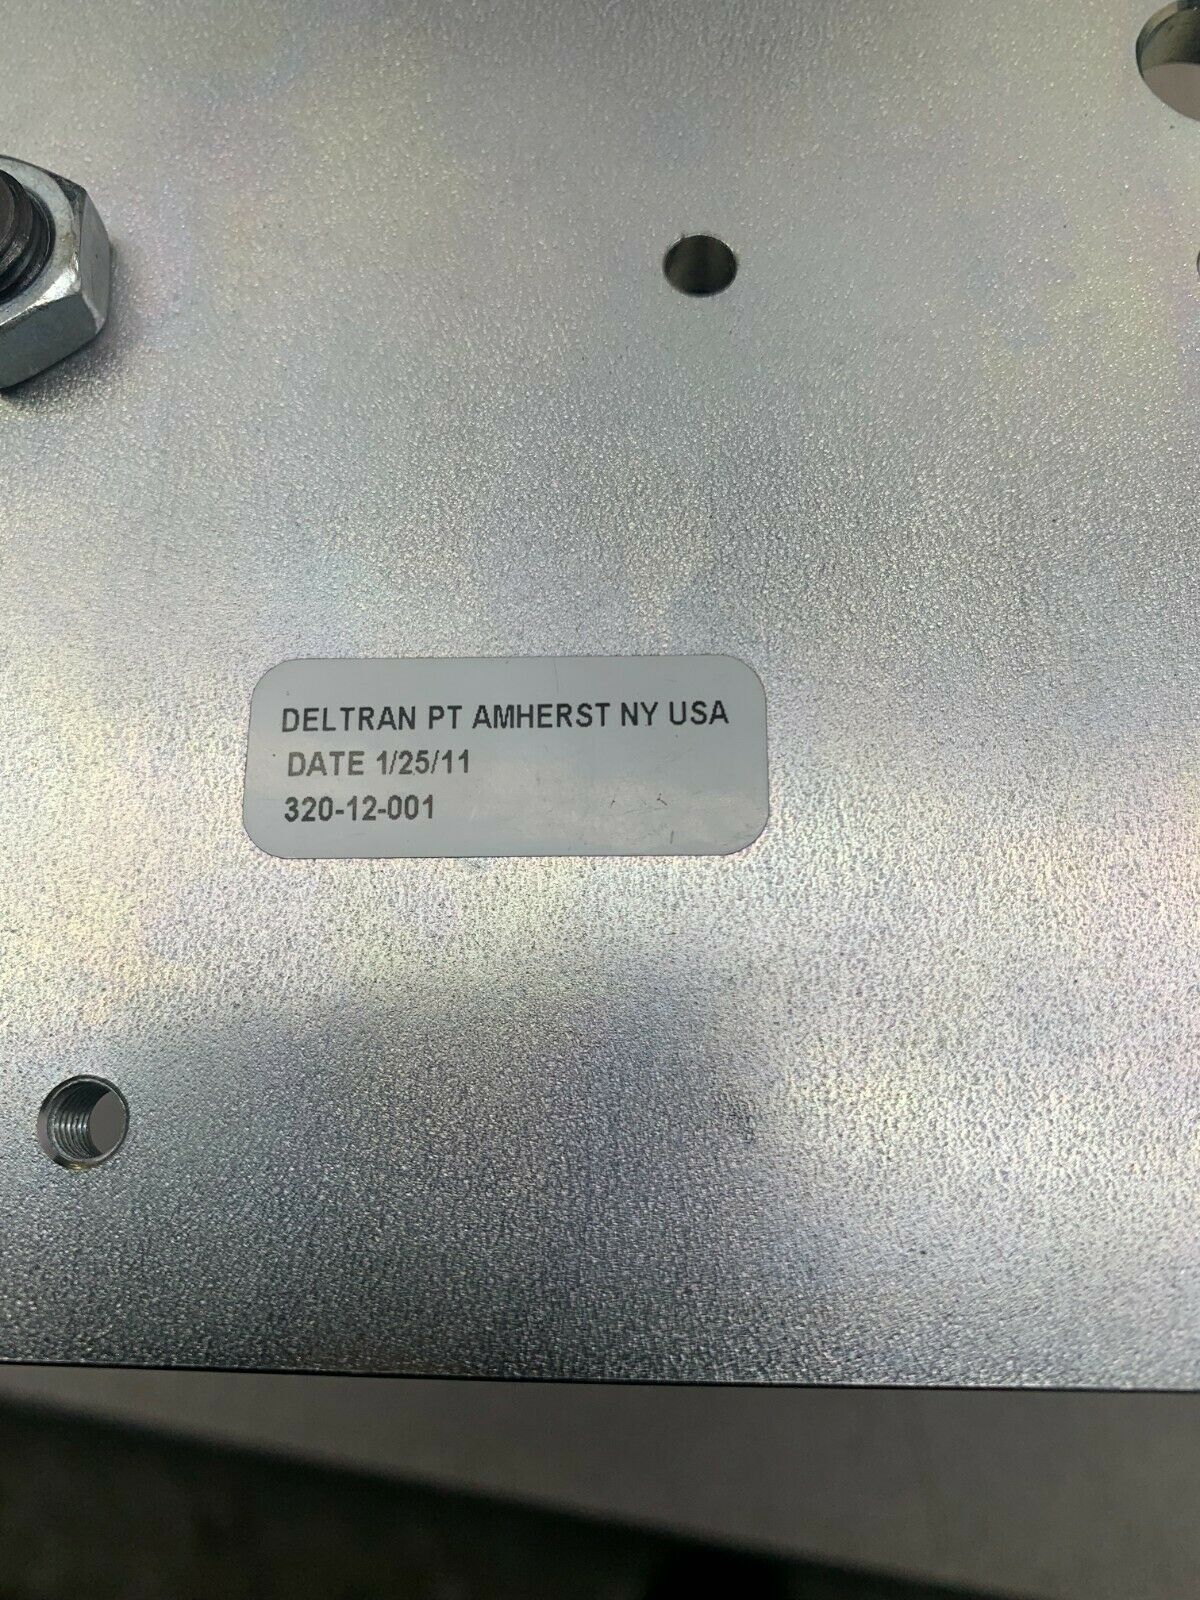 DELTRAN PT AMHERST NY USA
DATE 1/25/11
320-12-001